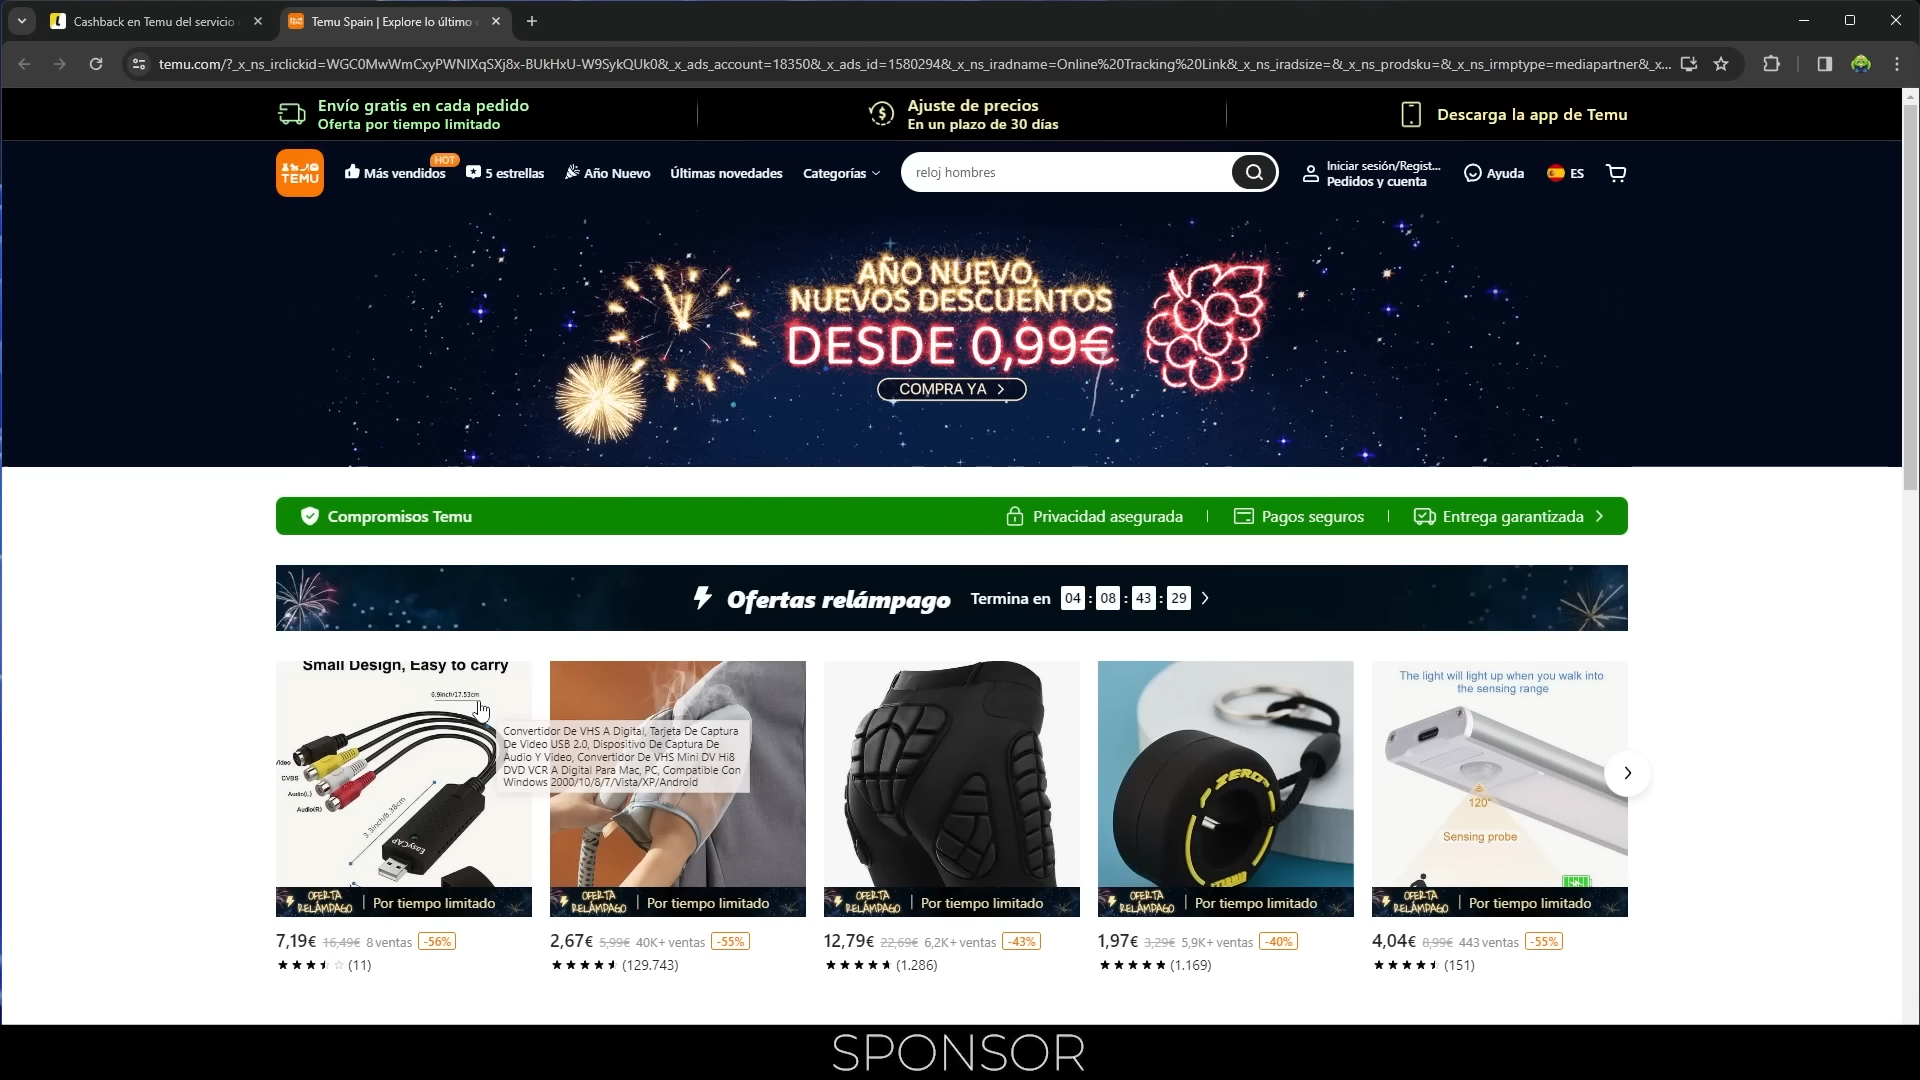 Cashback en Temu del servicio
Temu Spain | Explore lo último
temu.com/?_x_ns_irclickid=WGC0MwWmCxyPWNIXqSXj8x-BUkHxU-W9SykQUk0&_x_ads_account=18350&_x_ads_id=1580294&_x_ns_iradname=Online%20Tracking%20Link&_x_ns_iradsize=&_x_ns_prodsku=&_x_ns_irmptype=mediapartner&_x...
Envío gratis en cada pedido
Oferta por tiempo limitado
Ajuste de precios
En un plazo de 30 días
Descarga la app de Temu
TEMU
Más vendidos
HOT
5 estrellas
Año Nuevo
Últimas novedades
Categorías
reloj hombres
Iniciar sesión/Regist...
Pedidos y cuenta
Ayuda
ES
AÑO NUEVO,
NUEVOS DESCUENTOS
DESDE 0,99€
COMPRA YA >
Compromisos Temu
Privacidad asegurada
Pagos seguros
Entrega garantizada
Ofertas relámpago
Termina en 04 : 08 : 43 : 29
Small Design, Easy to carry
6.9inch/17.53cm
CVBS
Audio(L)
Audio(R)
3.3inch/8.38cm
EasyCAP
Convertidor De VHS A Digital, Tarjeta De Captura
De Video USB 2.0, Dispositivo De Captura De
Audio Y Video, Convertidor De VHS Mini DV Hi8
DVD VCR A Digital Para Mac, PC, Compatible Con
Windows 2000/10/8/7/Vista/XP/Android
ZERO
The light will light up when you walk into
the sensing range
120°
Sensing probe
OFERTA RELÁMPAGO | Por tiempo limitado
OFERTA RELÁMPAGO | Por tiempo limitado
OFERTA RELÁMPAGO | Por tiempo limitado
OFERTA RELÁMPAGO | Por tiempo limitado
OFERTA RELÁMPAGO | Por tiempo limitado
7,19€ 16,49€ 8 ventas -56%
(11)
2,67€ 5,99€ 40K+ ventas -55%
(129.743)
12,79€ 22,69€ 6,2K+ ventas -43%
(1.286)
1,97€ 3,29€ 5,9K+ ventas -40%
(1.169)
4,04€ 8,99€ 443 ventas -55%
(151)
SPONSOR